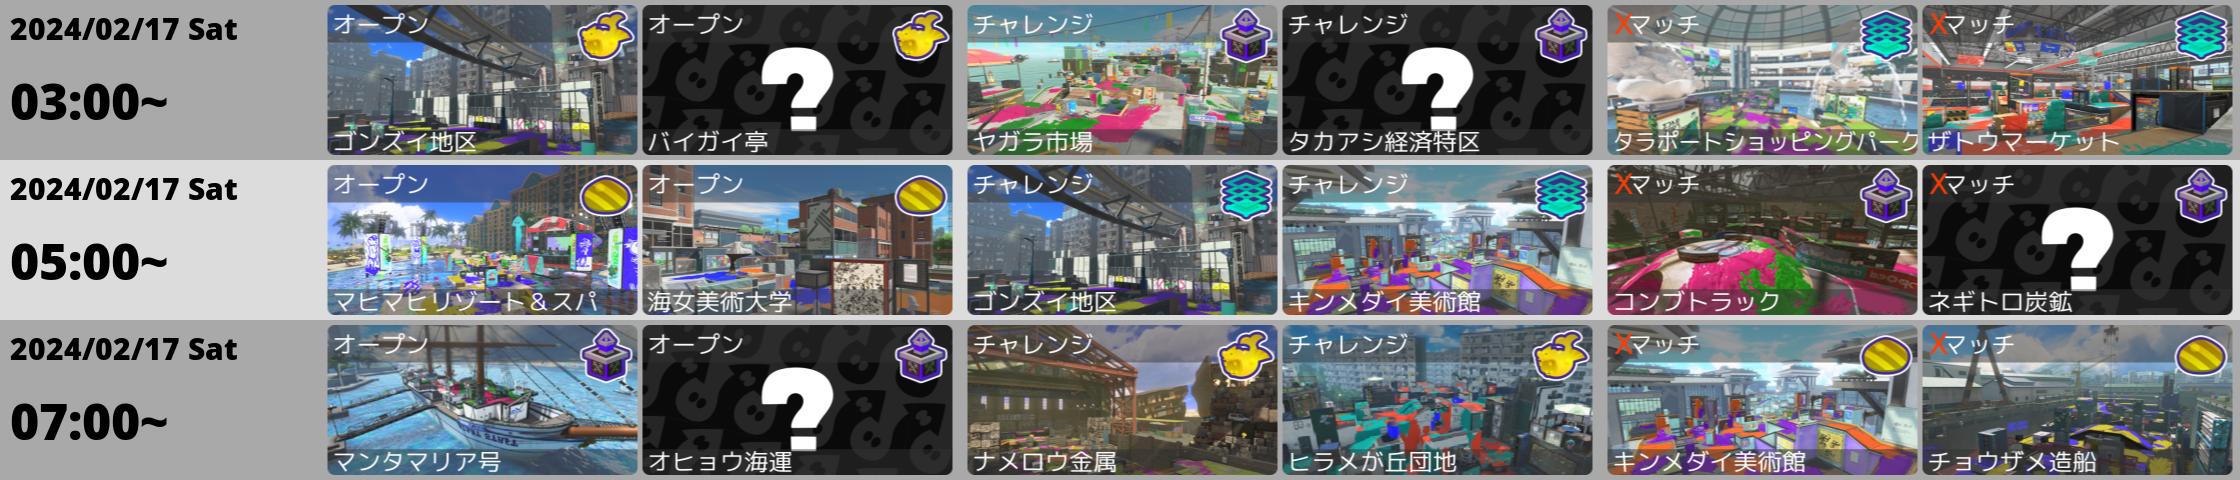 2024/02/17 Sat
03:00~
オープン
ゴンズイ地区
オープン
?
バイガイ亭
チャレンジ
ヤガラ市場
チャレンジ
?
タカアシ経済特区
Xマッチ
タラポートショッピングパーク
Xマッチ
ザトウマーケット
2024/02/17 Sat
05:00~
オープン
マヒマヒリゾート&スパ
オープン
海女美術大学
チャレンジ
ゴンズイ地区
チャレンジ
キンメダイ美術館
Xマッチ
コンブトラック
Xマッチ
?
ネギトロ炭鉱
2024/02/17 Sat
07:00~
オープン
マンタマリア号
オープン
?
オヒョウ海運
チャレンジ
ナメロウ金属
チャレンジ
ヒラメが丘団地
Xマッチ
キンメダイ美術館
Xマッチ
チョウザメ造船